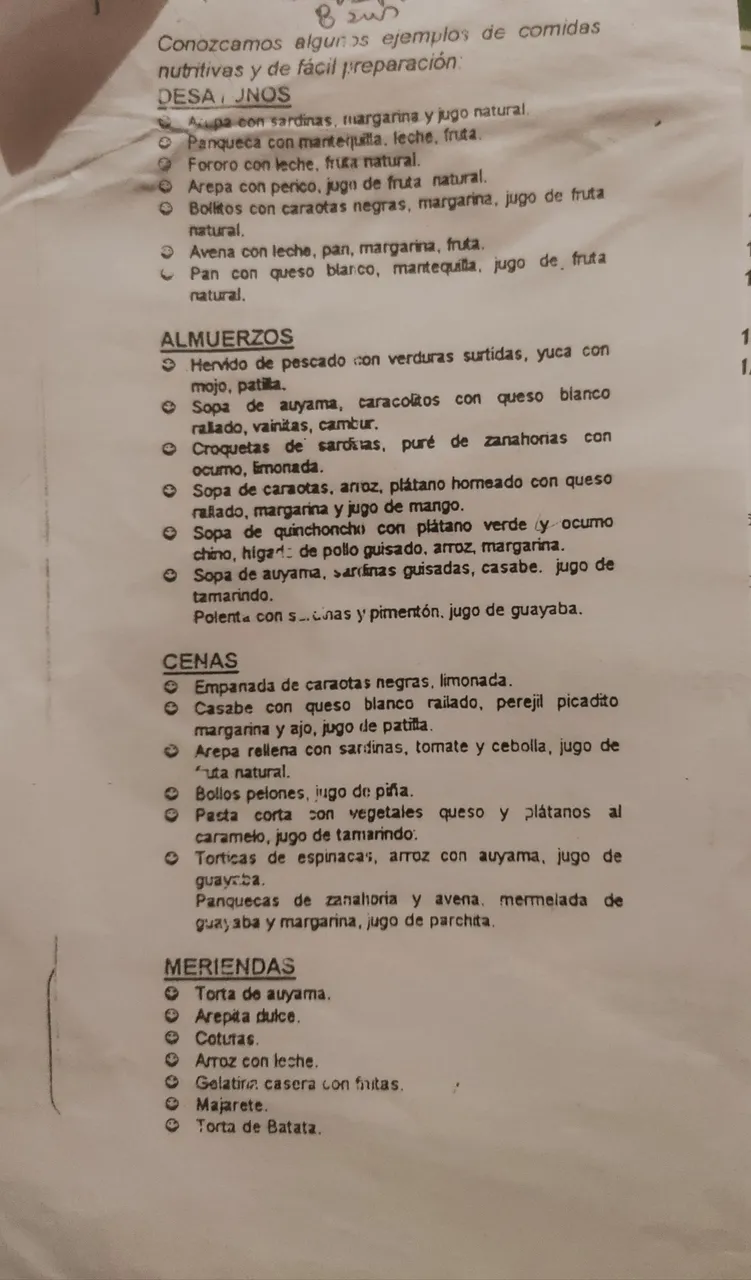 Conozcamos algunos ejemplos de comidas
nutritivas y de fácil preparación:
DESAYUNOS
Arepa con sardinas, margarina y jugo natural.
Panqueca con mantequilla, leche, fruta.
Fororo con leche, fruta natural.
Arepa con perico, jugo de fruta natural.
Bollitos con caraotas negras, margarina, jugo de fruta
natural.
Avena con leche, pan, margarina, fruta.
Pan con queso blanco, mantequilla, jugo de fruta
natural.
ALMUERZOS
Hervido de pescado con verduras surtidas, yuca con
mojo, patilla.
Sopa de auyama, caracolitos con queso blanco
rallado, vainitas, cambur.
Croquetas de sardinas, puré de zanahorias con
ocumo, limonada.
Sopa de caraotas, arroz, plátano horneado con queso
rallado, margarina y jugo de mango.
Sopa de quinchoncho con plátano verde y ocumo
chino, hígado de pollo guisado, arroz, margarina.
Sopa de auyama, sardinas guisadas, casabe. jugo de
tamarindo.
Polenta con sardinas y pimentón, jugo de guayaba.
CENAS
Empanada de caraotas negras, limonada.
Casabe con queso blanco rallado, perejil picadito
margarina y ajo, jugo de patilla.
Arepa rellena con sardinas, tomate y cebolla, jugo de
fruta natural.
Bollos pelones, jugo de piña.
Pasta corta con vegetales queso y plátanos al
caramelo, jugo de tamarindo.
Torticas de espinacas, arroz con auyama, jugo de
guayaba.
Panquecas de zanahoria y avena, mermelada de
guayaba y margarina, jugo de parchita.
MERIENDAS
Torta de auyama.
Arepita dulce.
Coturas.
Arroz con leche.
Gelatina casera con frutas.
Majarete.
Torta de Batata.